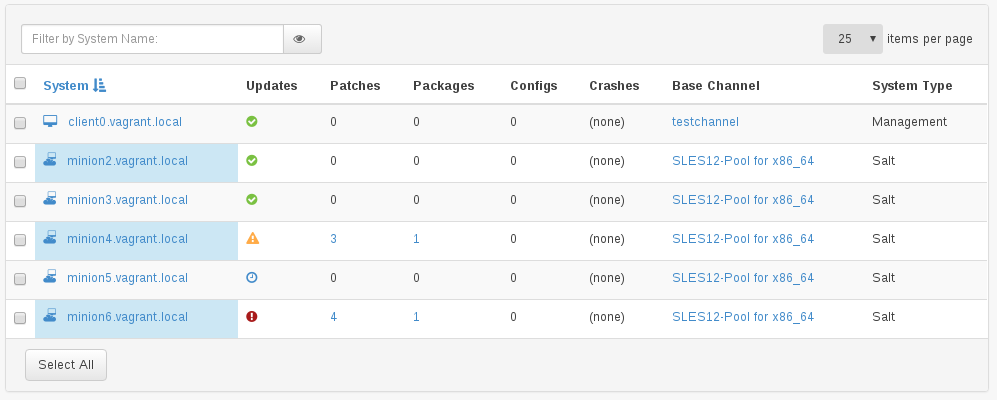 Filter by System Name:
25 items per page
System Updates Patches Packages Configs Crashes Base Channel System Type
client0.vagrant.local 0 0 0 (none) testchannel Management
minion2.vagrant.local 0 0 0 (none) SLES12-Pool for x86_64 Salt
minion3.vagrant.local 0 0 0 (none) SLES12-Pool for x86_64 Salt
minion4.vagrant.local 3 1 0 (none) SLES12-Pool for x86_64 Salt
minion5.vagrant.local 0 0 0 (none) SLES12-Pool for x86_64 Salt
minion6.vagrant.local 4 1 0 (none) SLES12-Pool for x86_64 Salt
Select All